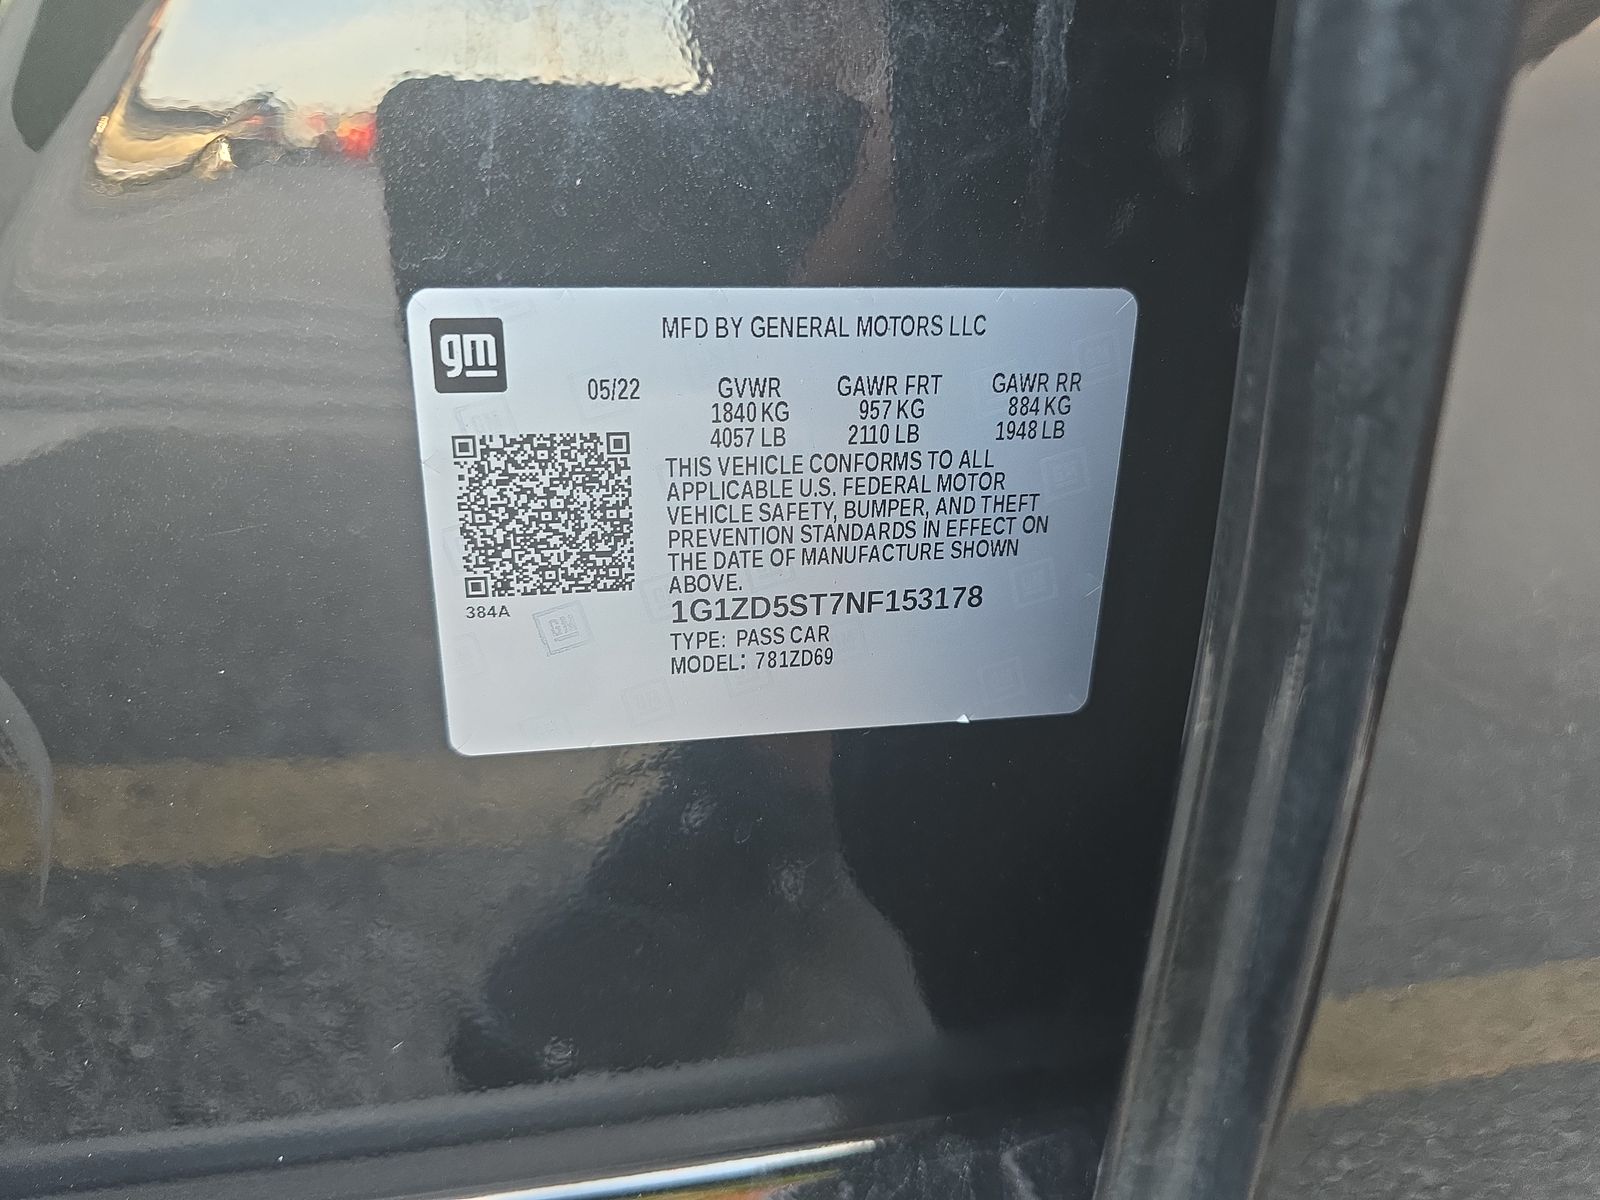 gm
MFD BY GENERAL MOTORS LLC
05/22 GVWR GAWR FRT GAWR RR
1840 KG 957 KG 884 KG
4057 LB 2110 LB 1948 LB
THIS VEHICLE CONFORMS TO ALL
APPLICABLE U.S. FEDERAL MOTOR
VEHICLE SAFETY, BUMPER, AND THEFT
PREVENTION STANDARDS IN EFFECT ON
THE DATE OF MANUFACTURE SHOWN
ABOVE.
384A
1G1ZD5ST7NF153178
TYPE: PASS CAR
MODEL: 781ZD69